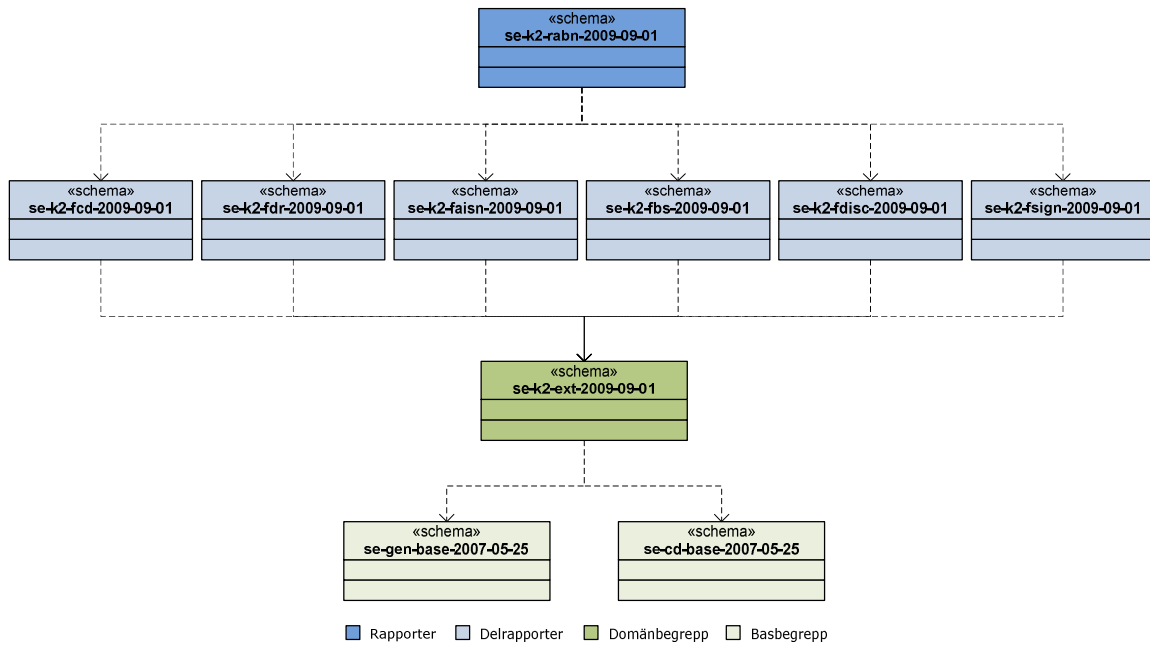 «schema»
se-k2-rabn-2009-09-01
«schema»
se-k2-fcd-2009-09-01
«schema»
se-k2-fdr-2009-09-01
«schema»
se-k2-faisn-2009-09-01
«schema»
se-k2-fbs-2009-09-01
«schema»
se-k2-fdisc-2009-09-01
«schema»
se-k2-fsign-2009-09-01
«schema»
se-k2-ext-2009-09-01
«schema»
se-gen-base-2007-05-25
«schema»
se-cd-base-2007-05-25
Rapporter Delrapporter Domänbegrepp Basbegrepp